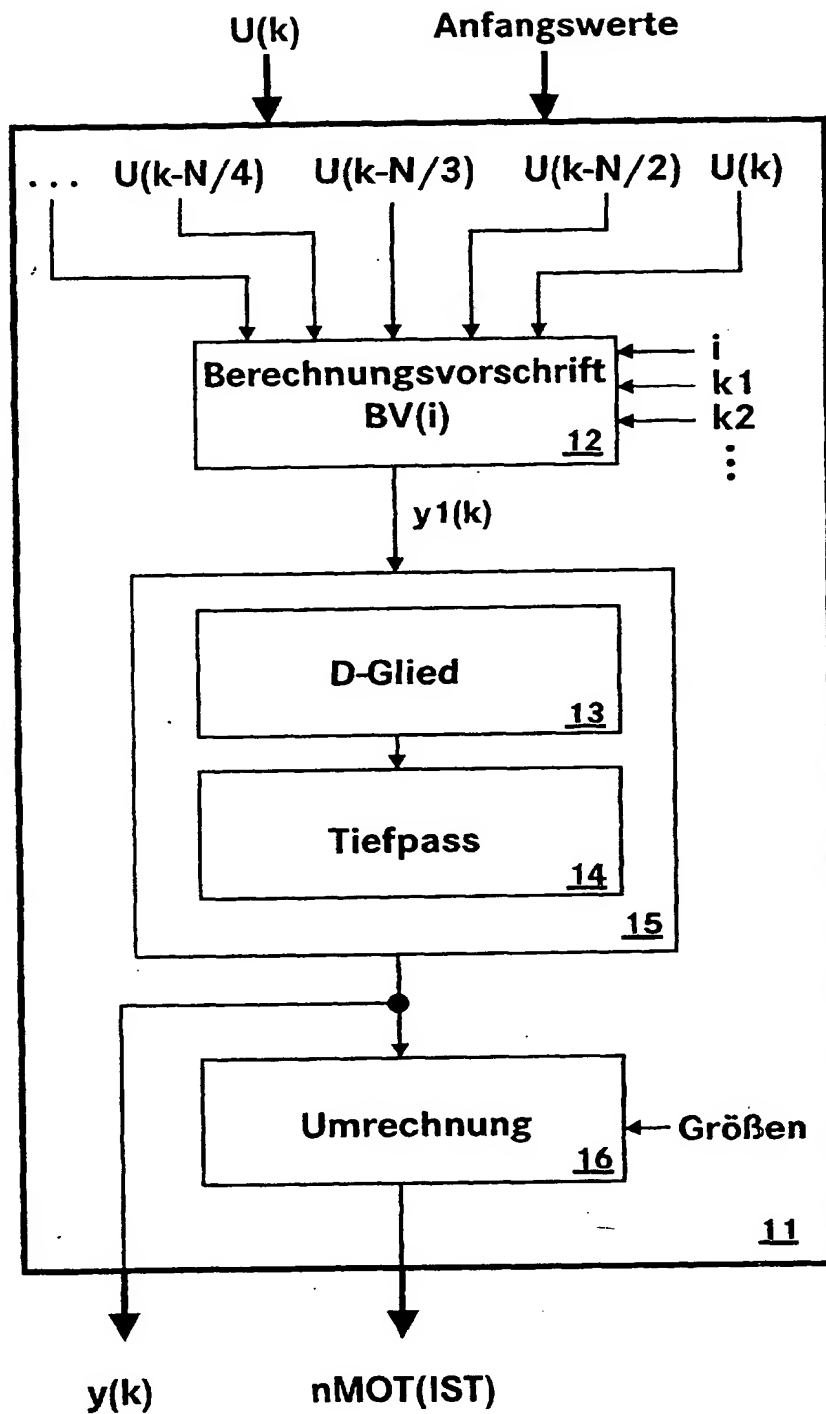 U(k) Anfangswerte
... U(k-N/4) U(k-N/3) U(k-N/2) U(k)
Berechnungsvorschrift
BV(i)
12
i
k1
k2
⋮
y1(k)
D-Glied
13
Tiefpass
14
15
Umrechnung
16
Größen
11
y(k) nMOT(IST)